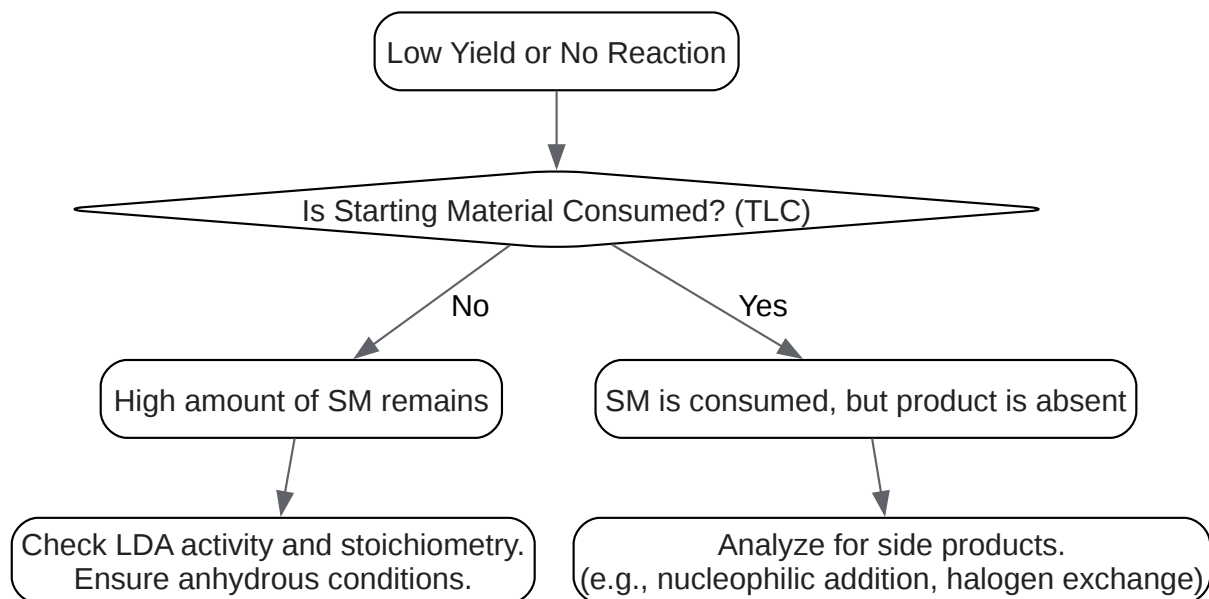 Low Yield or No Reaction
Is Starting Material Consumed? (TLC)
No
Yes
High amount of SM remains
SM is consumed, but product is absent
Check LDA activity and stoichiometry.
Ensure anhydrous conditions.
Analyze for side products.
(e.g., nucleophilic addition, halogen exchange)